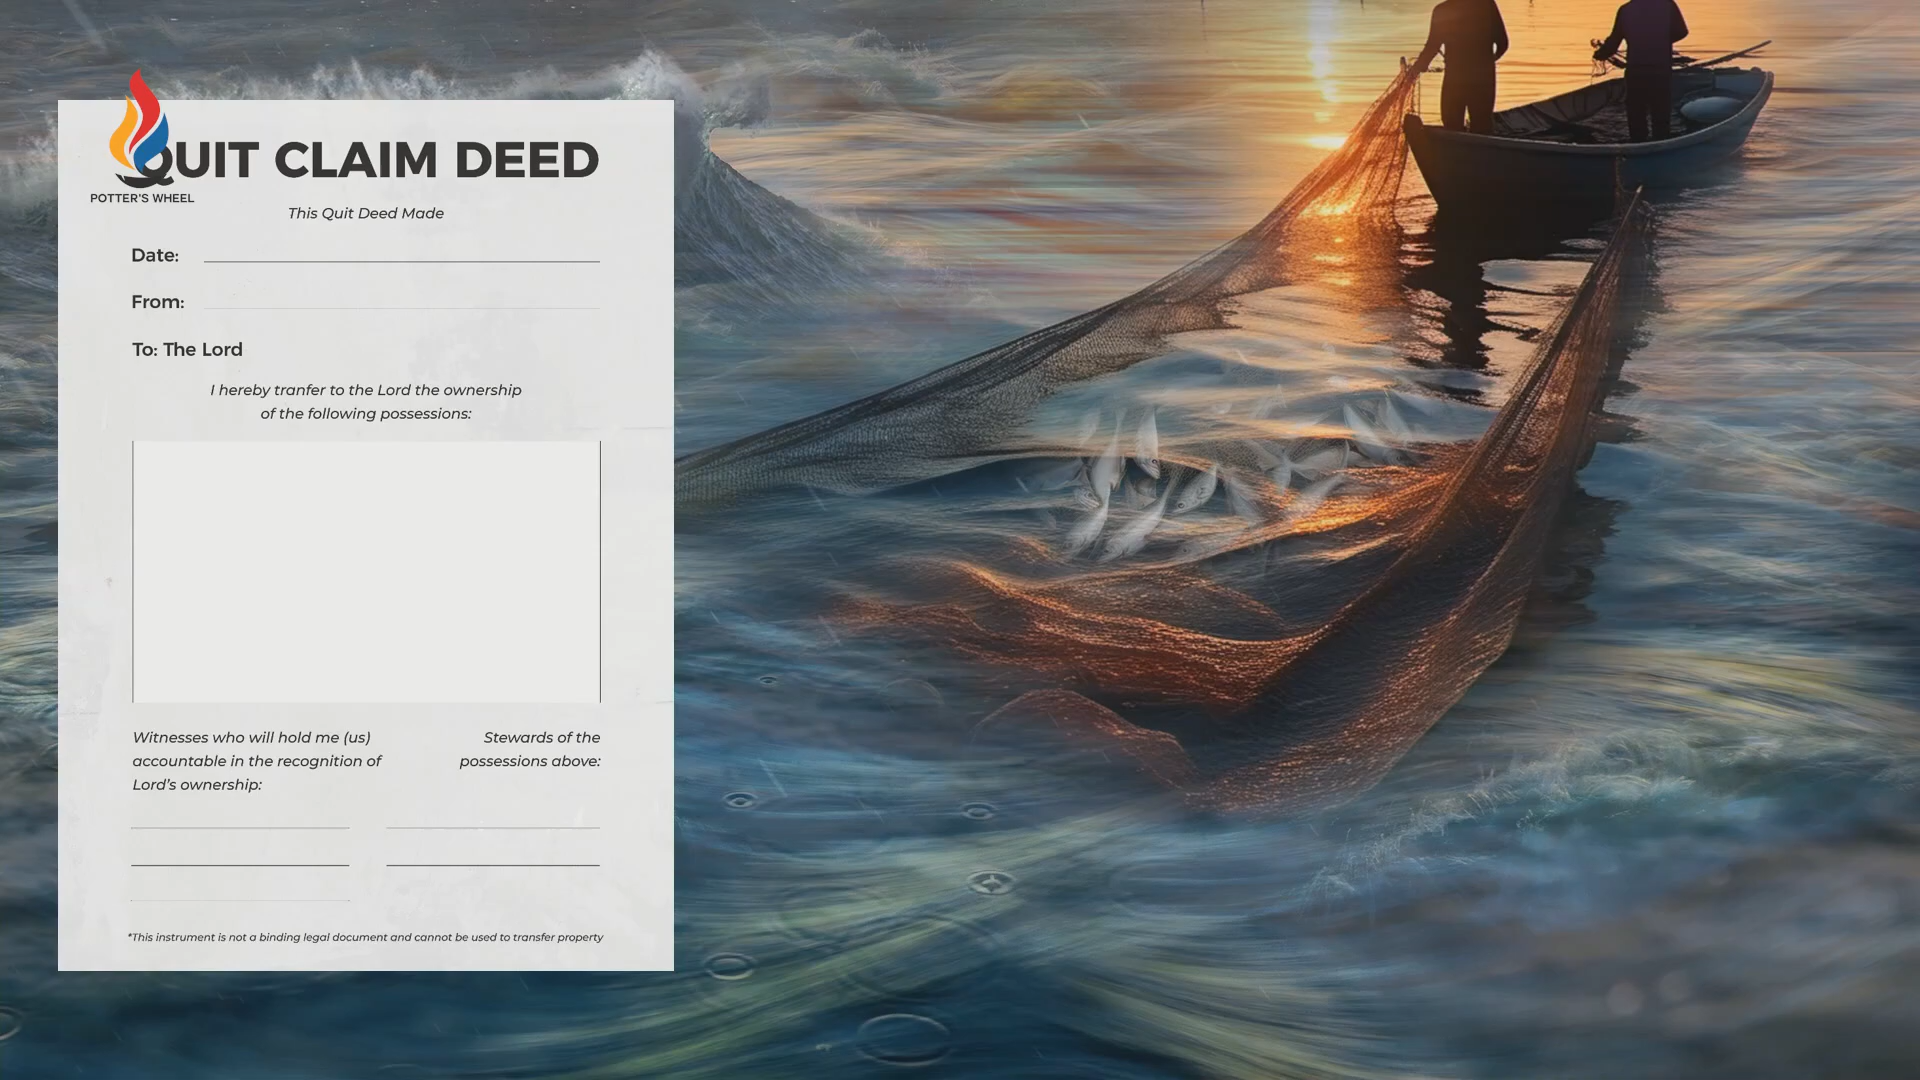 QUIT CLAIM DEED
POTTER'S WHEEL
This Quit Deed Made
Date:
From:
To: The Lord
I hereby tranfer to the Lord the ownership
of the following possessions:
Witnesses who will hold me (us)
accountable in the recognition of
Lord's ownership:
Stewards of the
possessions above:
*This instrument is not a binding legal document and cannot be used to transfer property